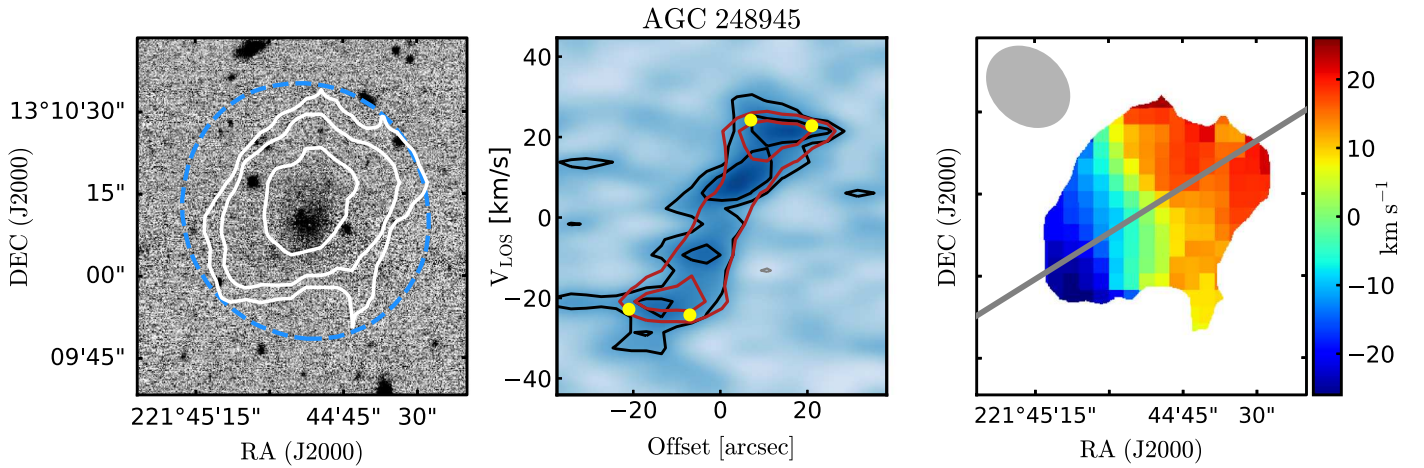 AGC 248945
DEC (J2000)
13°10'30"
15"
00"
09'45"
221°45'15"
44'45"
30"
RA (J2000)
V_LOS [km/s]
40
20
0
−20
−40
−20
0
20
Offset [arcsec]
DEC (J2000)
221°45'15"
44'45"
30"
RA (J2000)
20
10
0
−10
−20
km s⁻¹